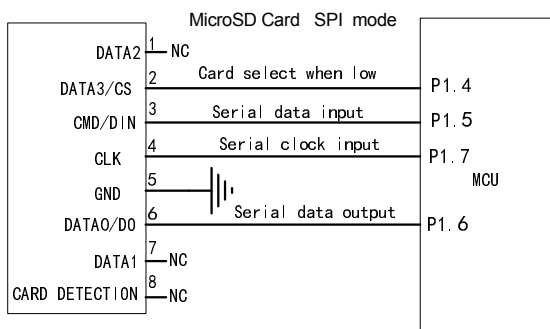 MicroSD Card SPI mode
DATA2 1 NC
DATA3/CS 2 Card select when low P1.4
CMD/DIN 3 Serial data input P1.5
CLK 4 Serial clock input P1.7
GND 5 MCU
DATA0/DO 6 Serial data output P1.6
DATA1 7 NC
CARD DETECTION 8 NC